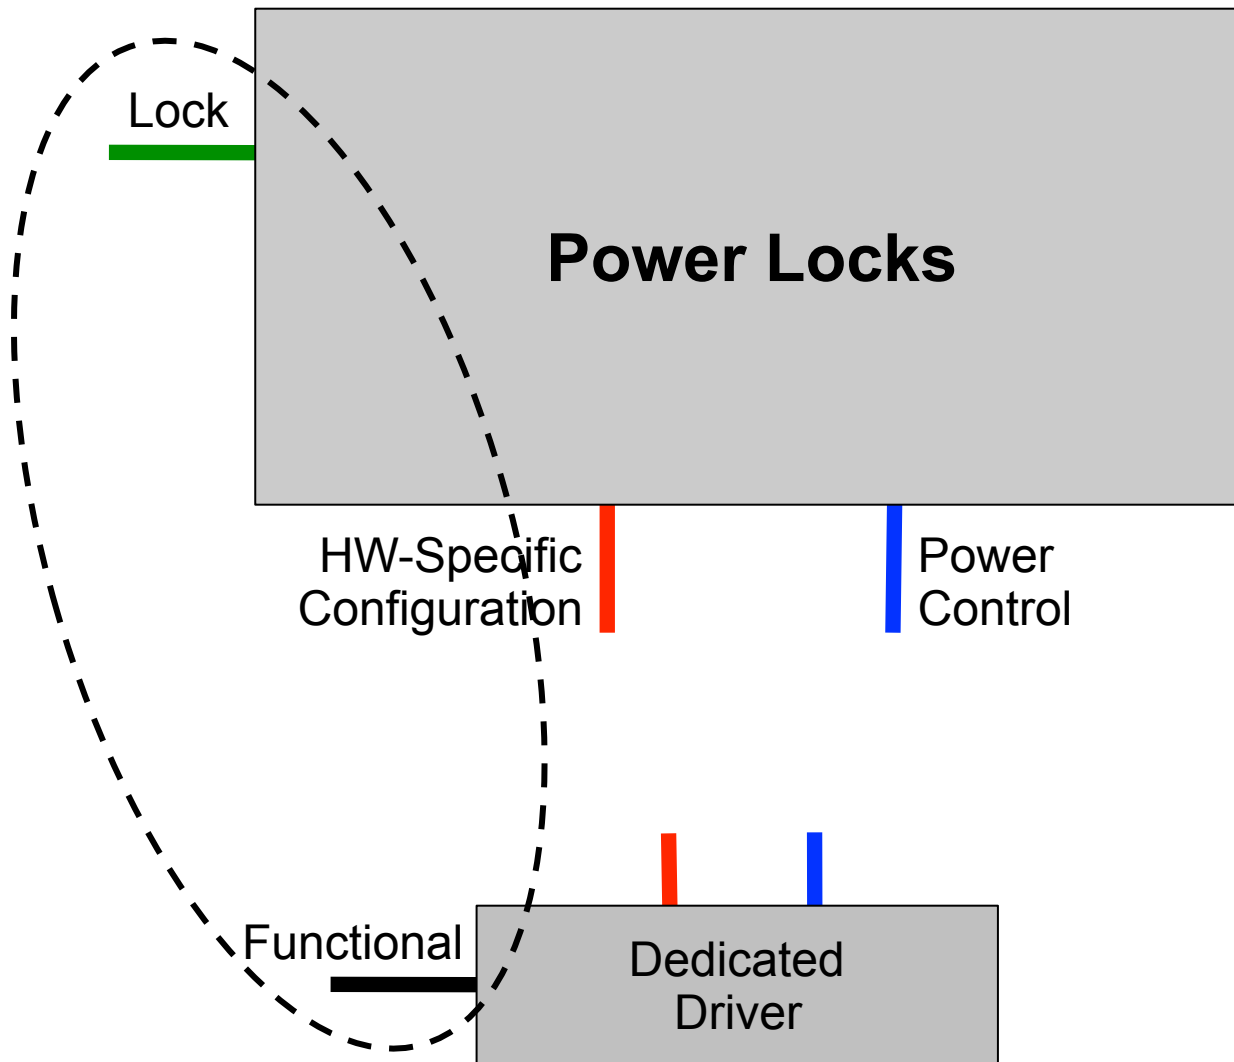 Lock
Power Locks
HW-Specific
Configuration
Power
Control
Functional
Dedicated
Driver